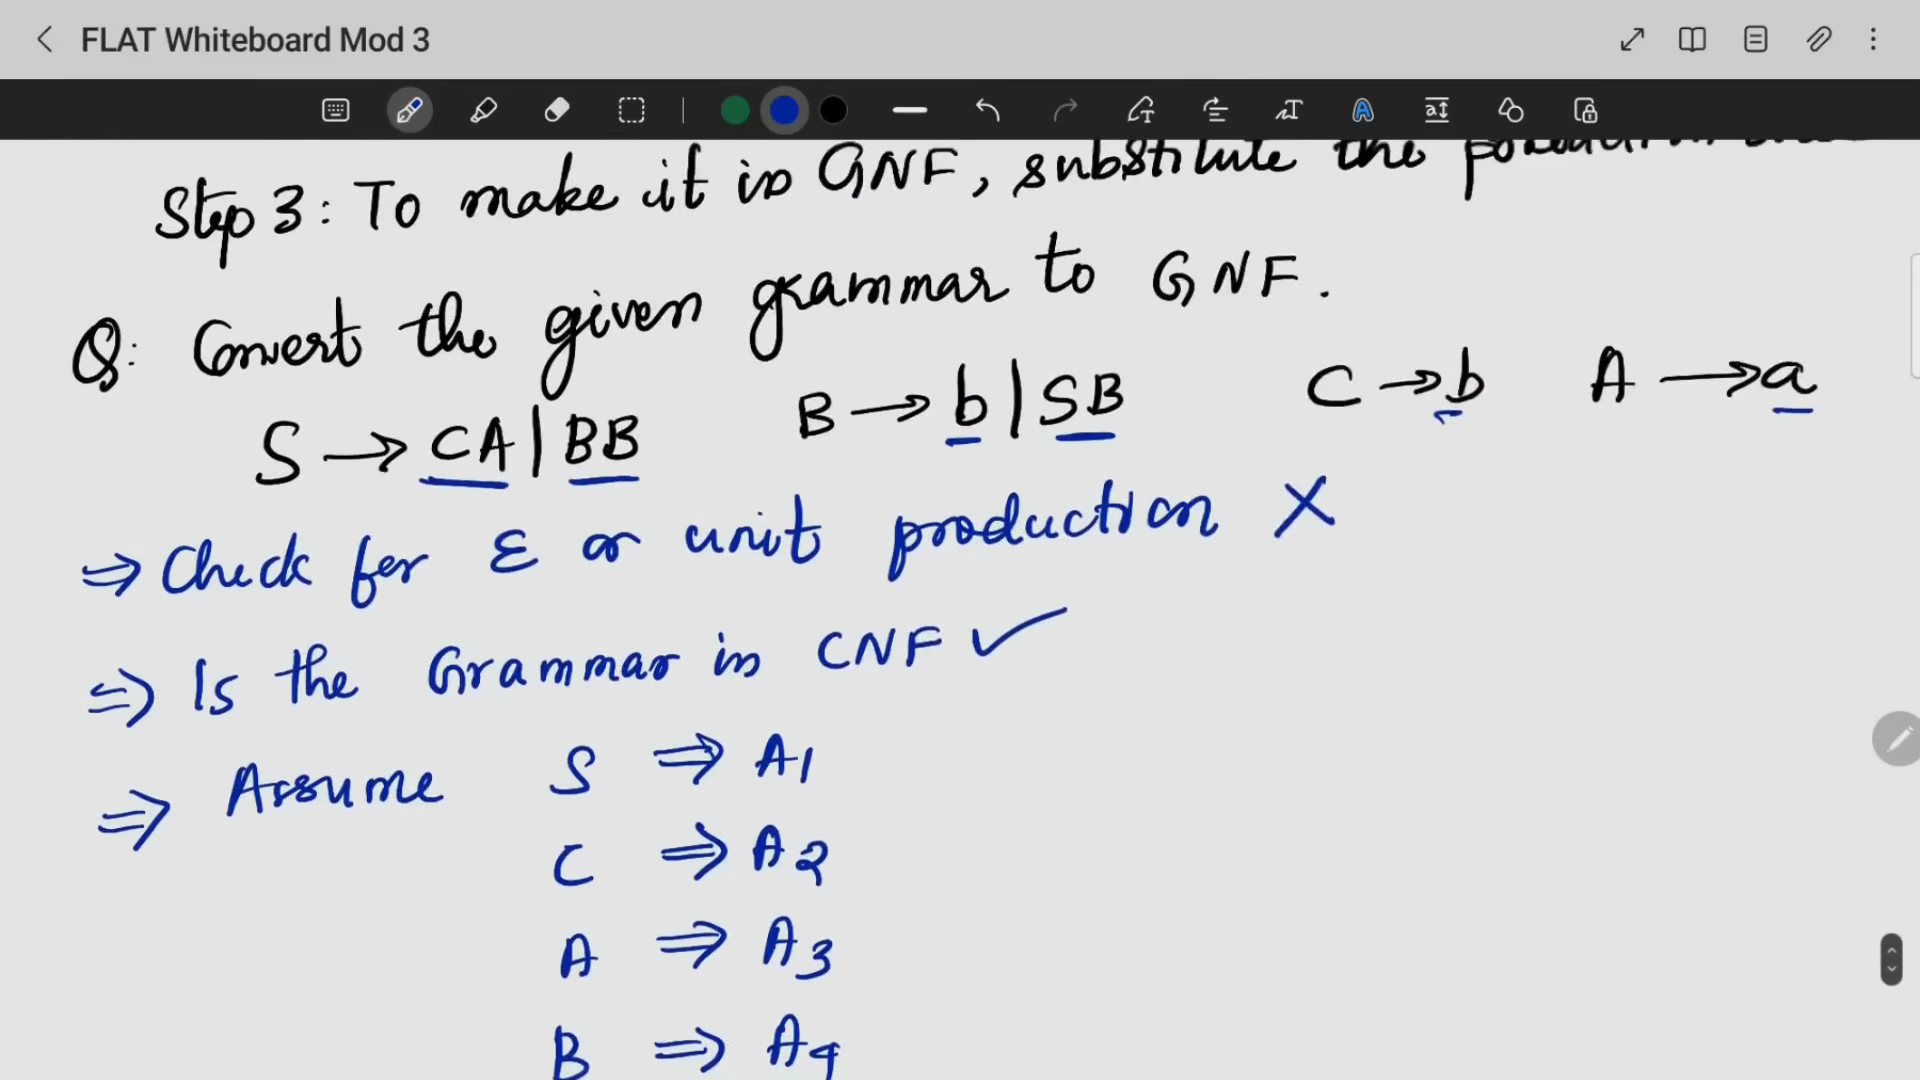 FLAT Whiteboard Mod 3
Step 3: To make it in GNF, substitute the
Q: Convert the given grammar to GNF.
S → CA | BB B → b | SB C → b A → a
⇒ Check for ε or unit production X
⇒ Is the Grammar in CNF ✓
⇒ Assume S ⇒ A1
C ⇒ A2
A ⇒ A3
B ⇒ A4